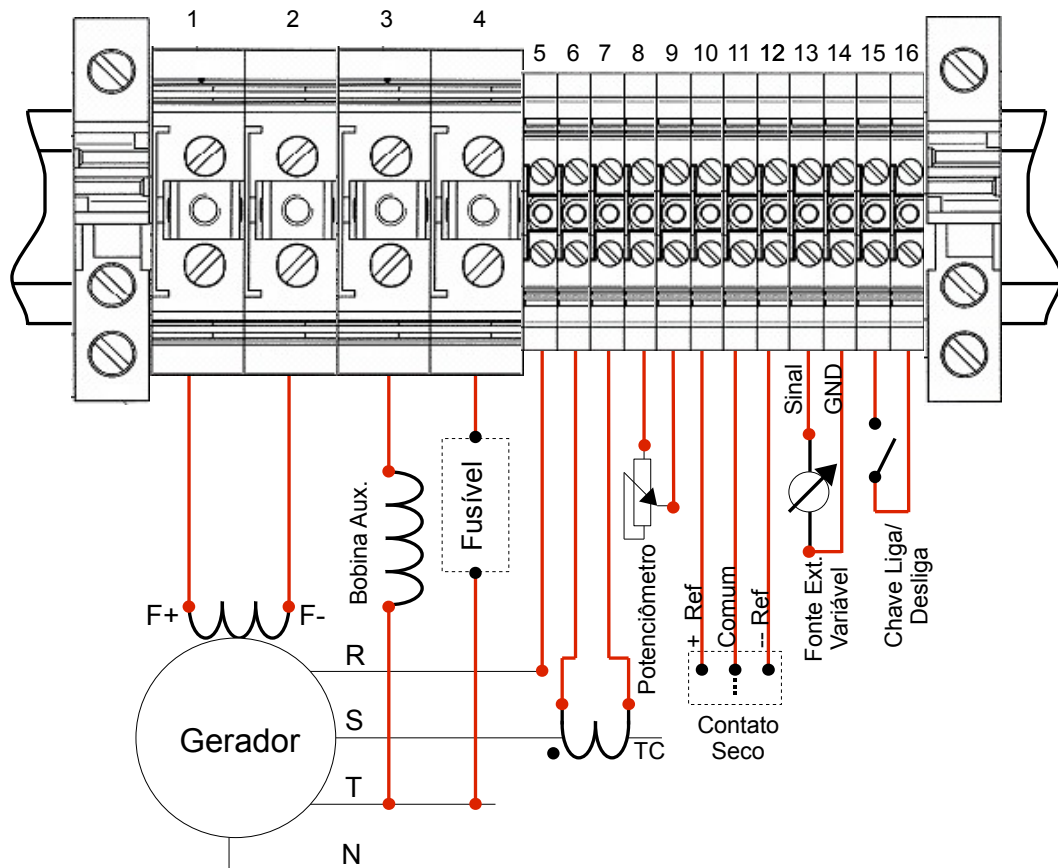 1 2 3 4 5 6 7 8 9 10 11 12 13 14 15 16
Sinal
GND
Bobina Aux.
Fusível
Potenciômetro
+ Ref
Comum
-- Ref
Fonte Ext.
Variável
Chave Liga/
Desliga
F+
F-
R
S
T
N
Gerador
TC
Contato
Seco